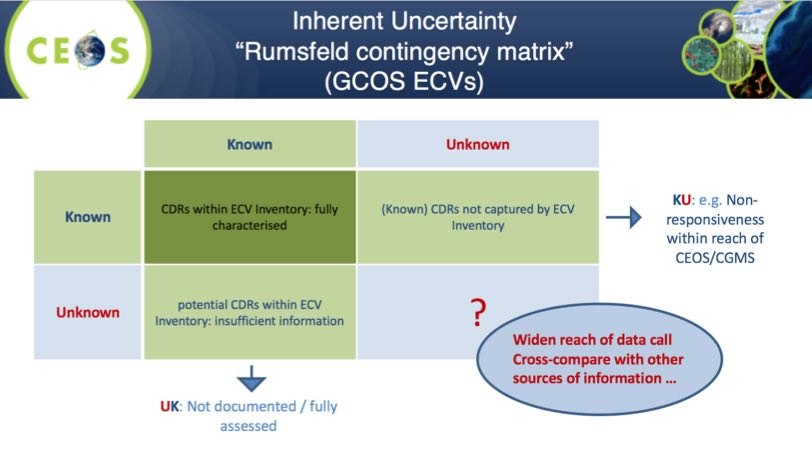 CEOS
Inherent Uncertainty
“Rumsfeld contingency matrix”
(GCOS ECVs)
Known
Unknown
Known
CDRs within ECV Inventory: fully
characterised
(Known) CDRs not captured by ECV
Inventory
KU: e.g. Non-
responsiveness
within reach of
CEOS/CGMS
Unknown
potential CDRs within ECV
Inventory: insufficient information
?
Widen reach of data call
Cross-compare with other
sources of information ...
UK: Not documented / fully
assessed